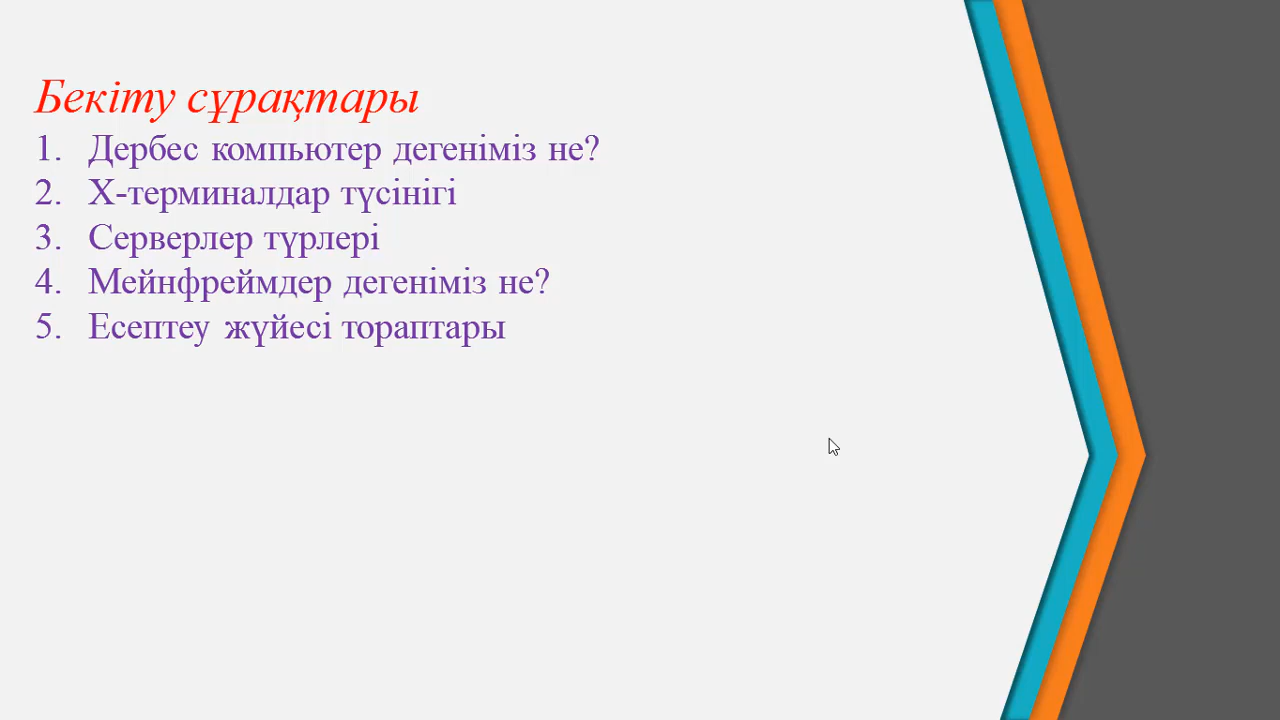 Бекіту сұрақтары
1. Дербес компьютер дегеніміз не?
2. Х-терминалдар түсінігі
3. Серверлер түрлері
4. Мейнфреймдер дегеніміз не?
5. Есептеу жүйесі тораптары